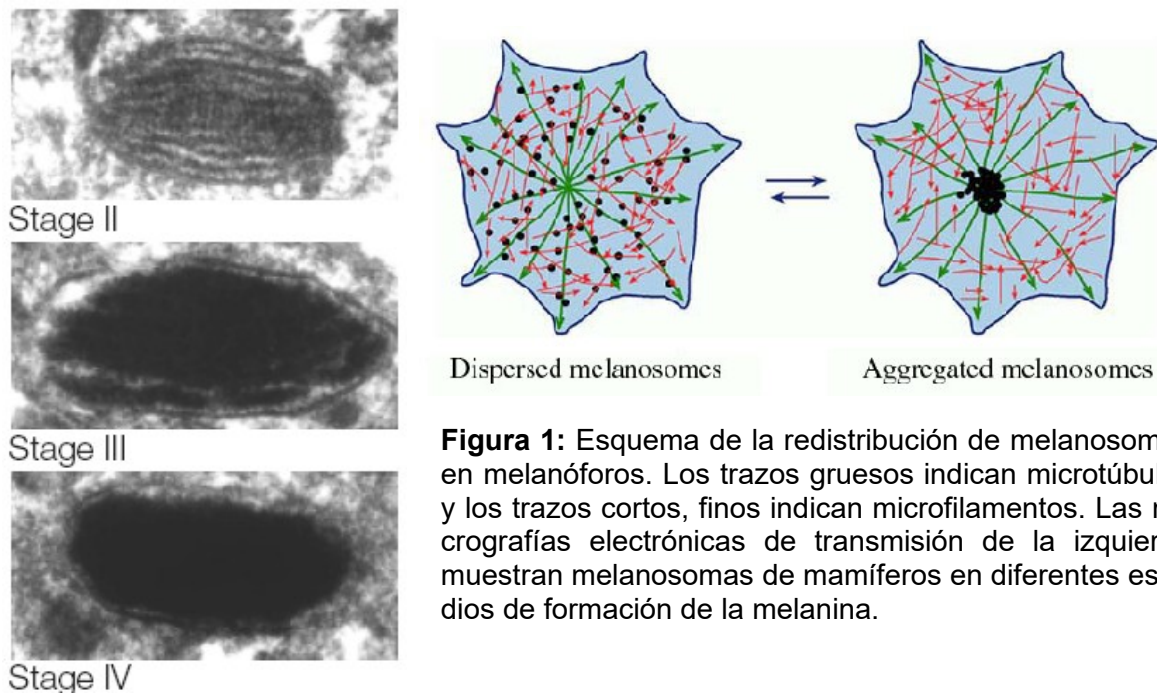 Stage II
Stage III
Stage IV
Dispersed melanosomes
Aggregated melanosomes
Figura 1: Esquema de la redistribución de melanosom
en melanóforos. Los trazos gruesos indican microtúbul
y los trazos cortos, finos indican microfilamentos. Las
crografías electrónicas de transmisión de la izquier
muestran melanosomas de mamíferos en diferentes es
dios de formación de la melanina.